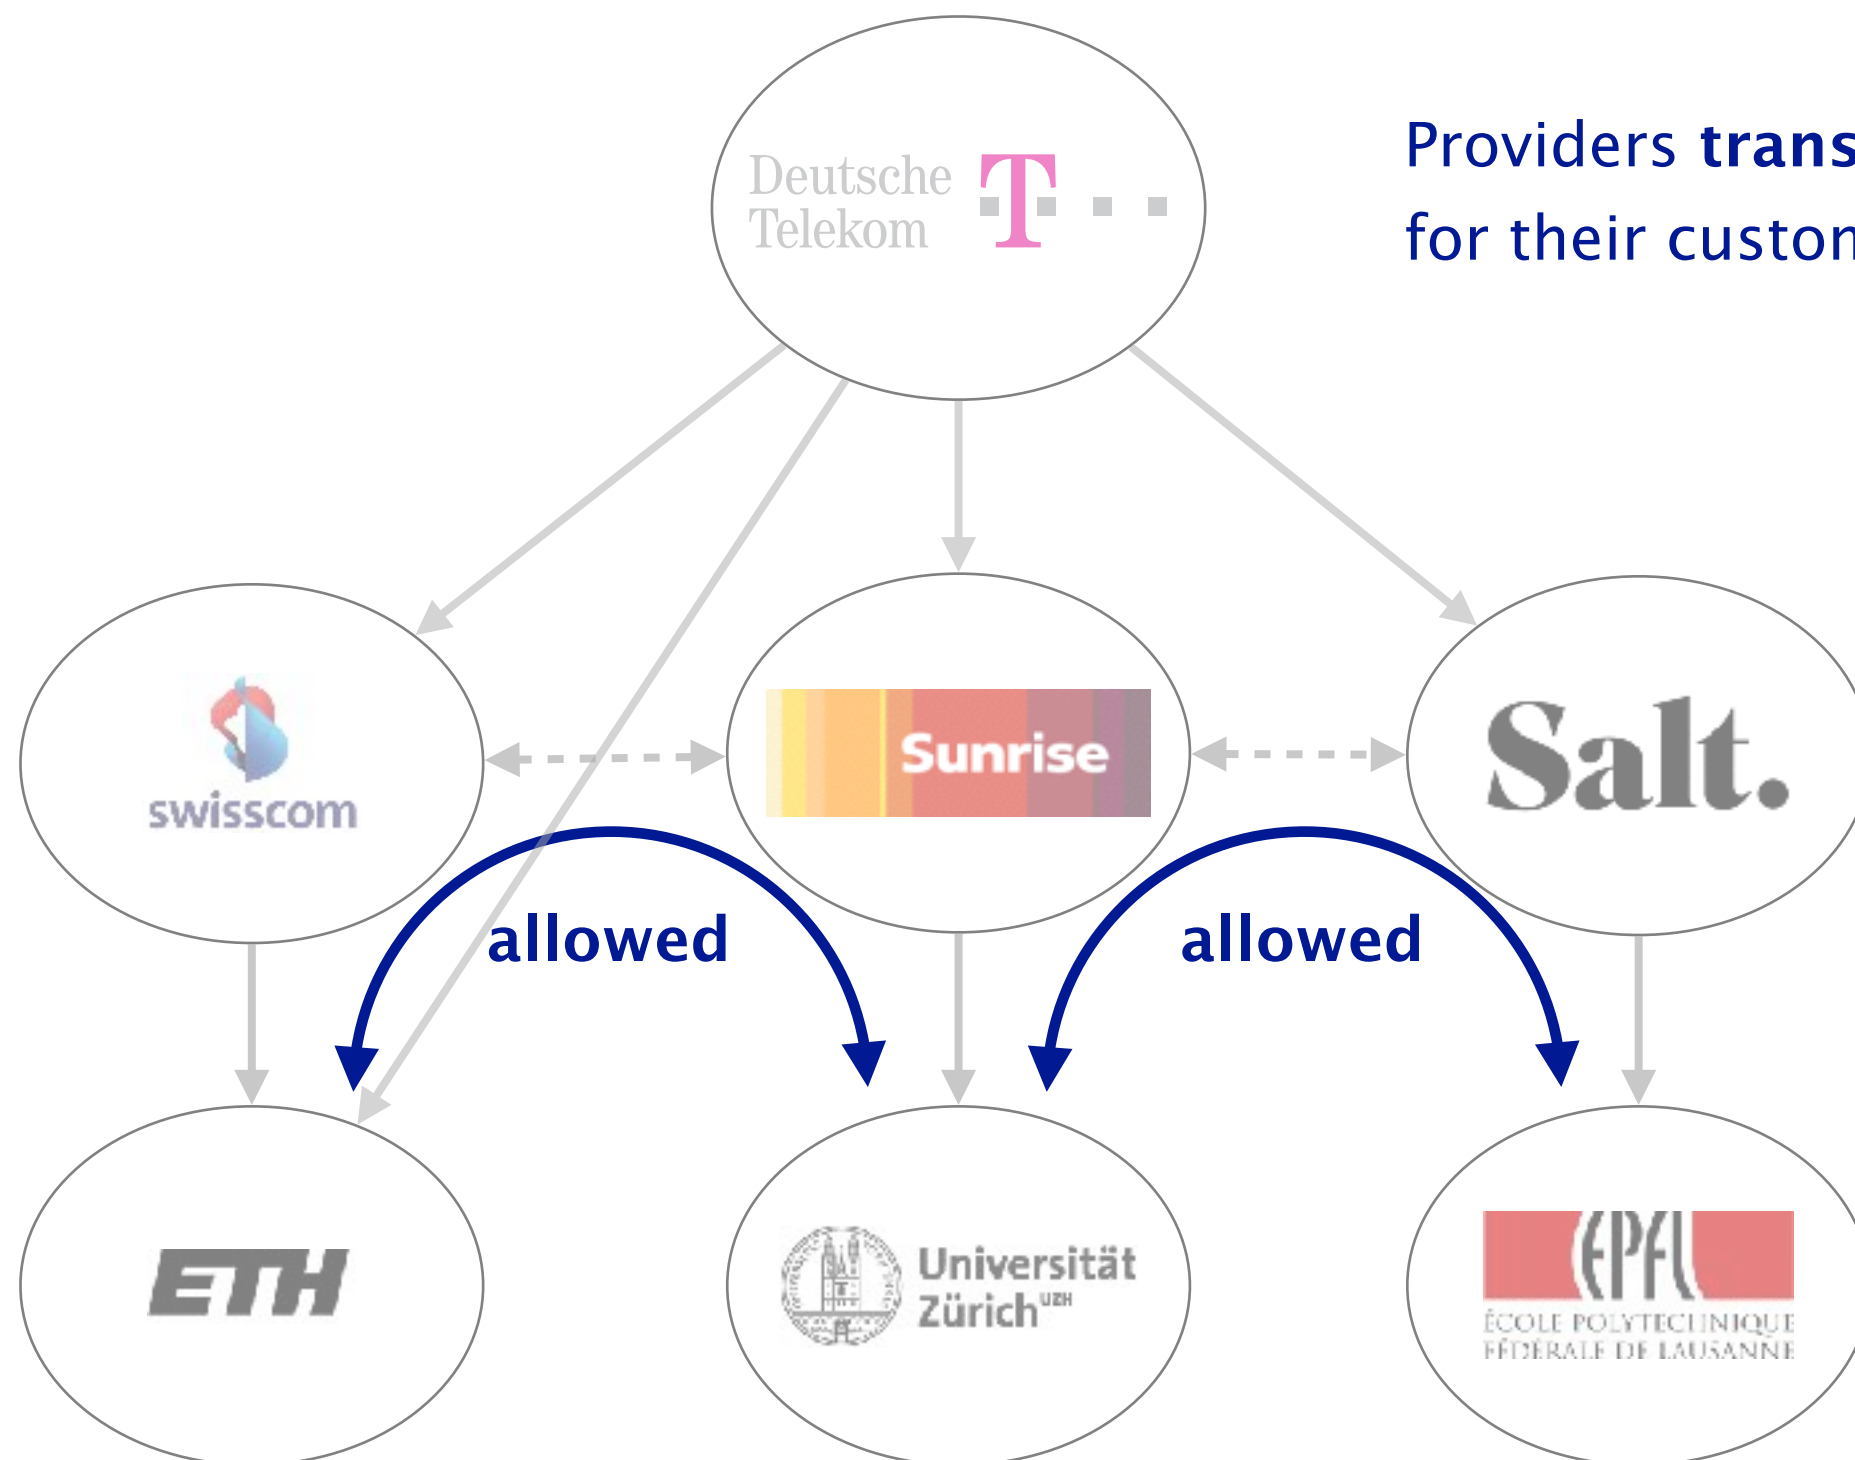 Providers trans
for their custom
Deutsche
Telekom T
swisscom
Sunrise
Salt.
allowed
allowed
ETH
Universität
Zürich UZH
EPFL
ÉCOLE POLYTECHNIQUE
FÉDÉRALE DE LAUSANNE